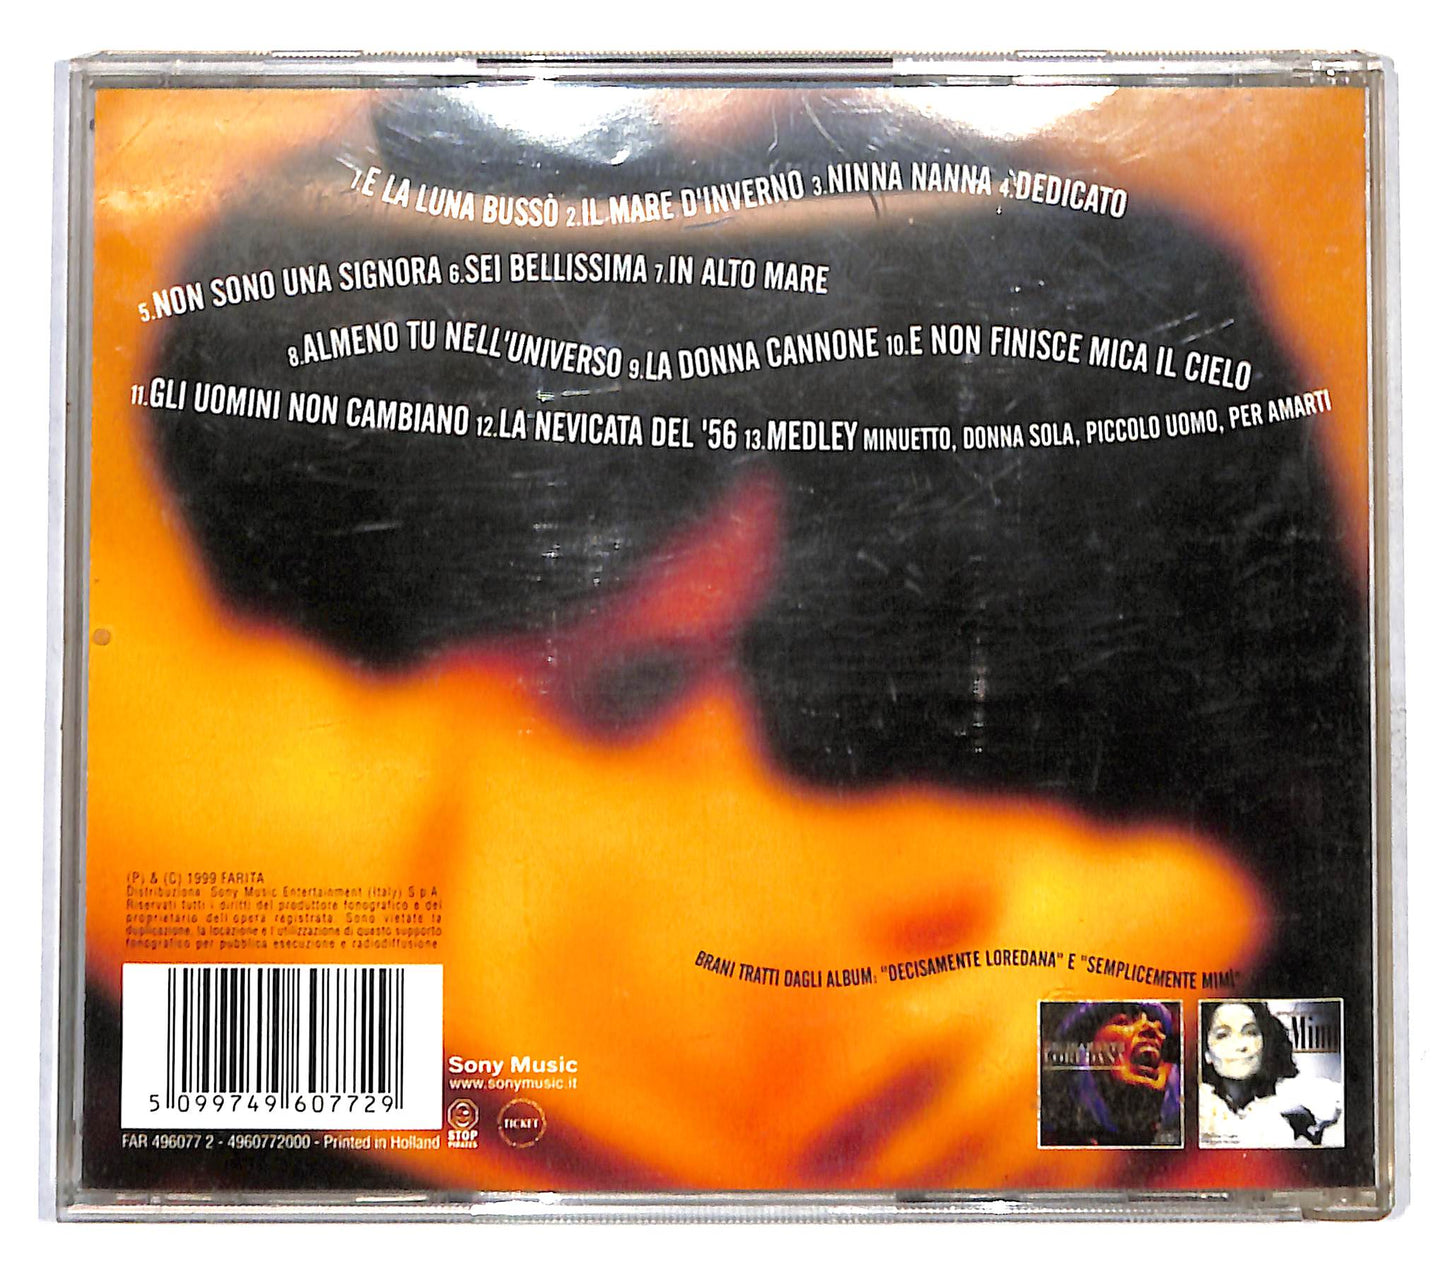 1.E LA LUNA BUSSÒ 2.IL MARE D'INVERNO 3.NINNA NANNA 4.DEDICATO
5.NON SONO UNA SIGNORA 6.SEI BELLISSIMA 7.IN ALTO MARE
8.ALMENO TU NELL'UNIVERSO 9.LA DONNA CANNONE 10.E NON FINISCE MICA IL CIELO
11.GLI UOMINI NON CAMBIANO 12.LA NEVICATA DEL '56 13.MEDLEY MINUETTO, DONNA SOLA, PICCOLO UOMO, PER AMARTI
(P) & (C) 1999 FARITA
Distribuzione: Sony Music Entertainment (Italy) S.p.A.
Riservati tutti i diritti del produttore fonografico e del
proprietario dell'opera registrata. Sono vietate la
duplicazione, la locazione e l'utilizzazione di questo supporto
fonografico per pubblica esecuzione e radiodiffusione
BRANI TRATTI DAGLI ALBUM: "DECISAMENTE LOREDANA" E "SEMPLICEMENTE MIMÌ"
LOREDANA
Mimì
5 099749 607729
Sony Music
www.sonymusic.it
STOP
PIRATES
TICKET
FAR 496077 2 - 4960772000 - Printed in Holland